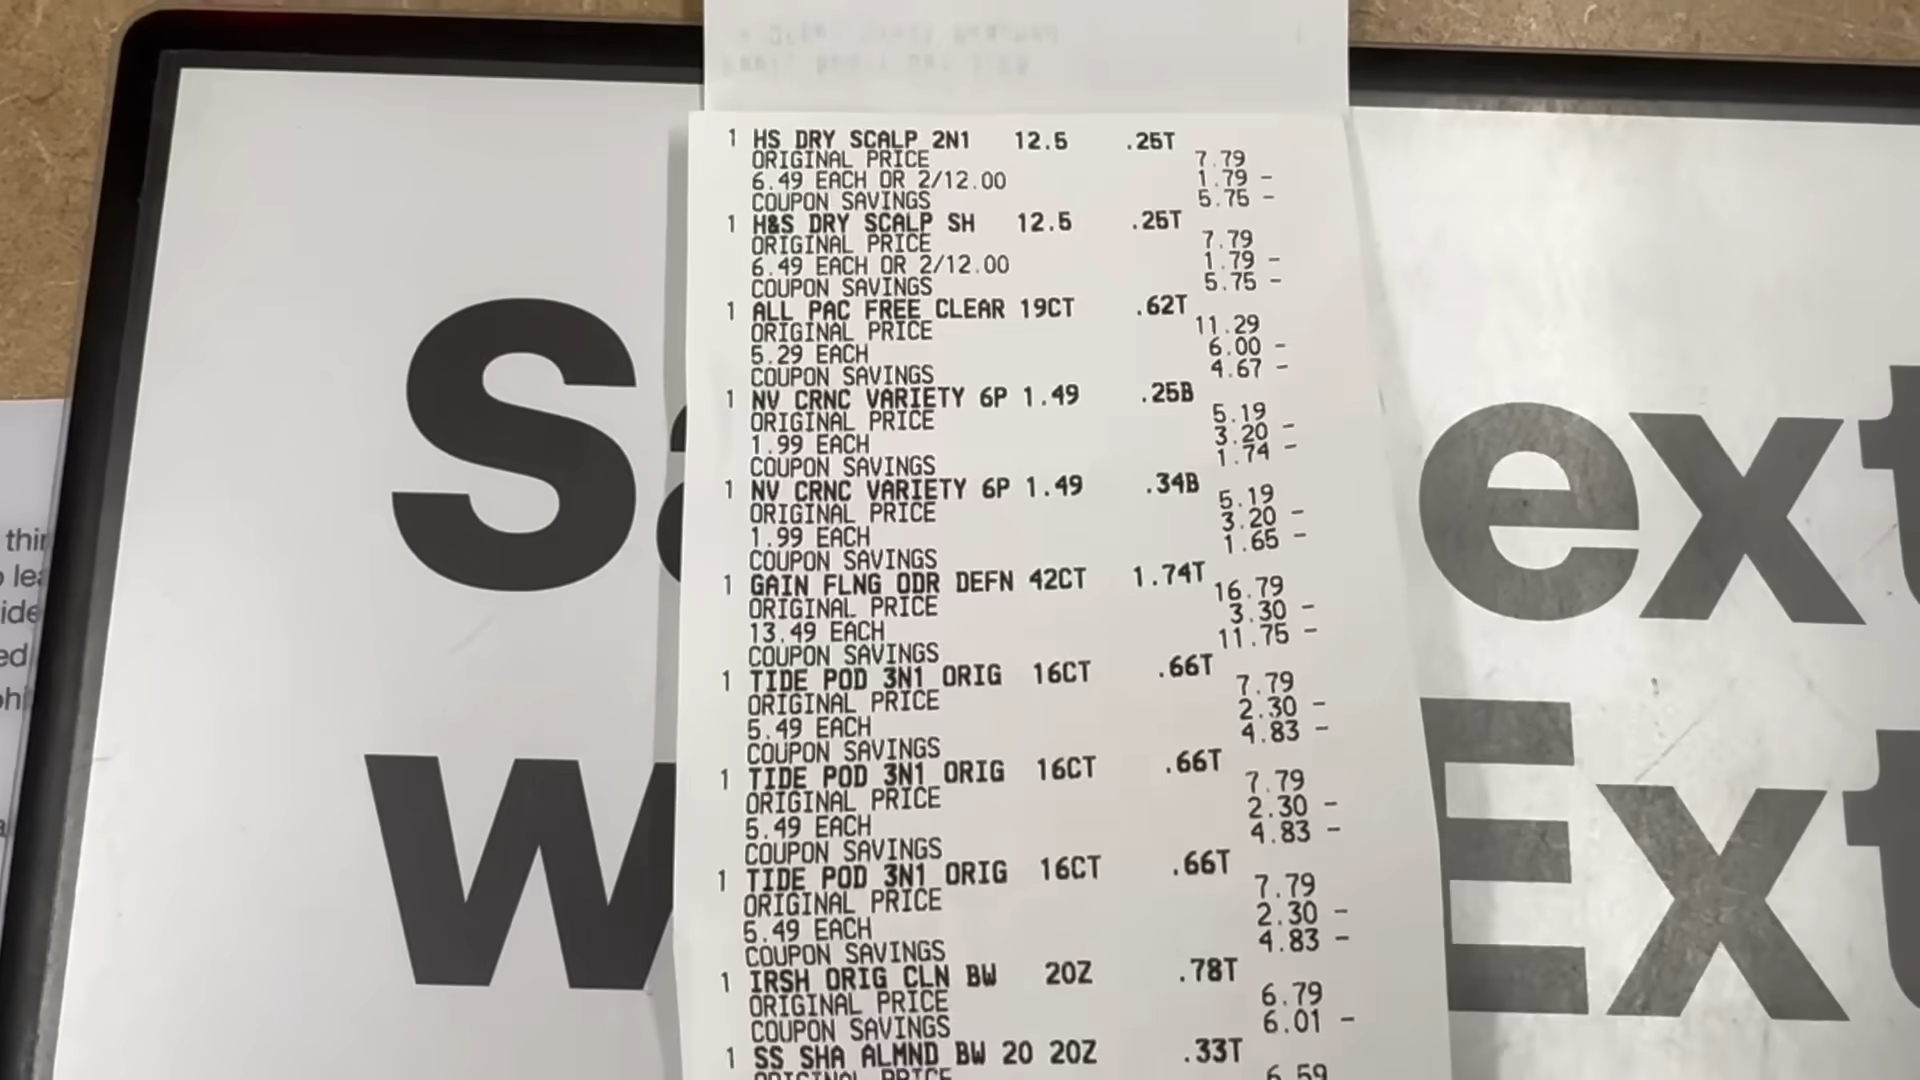 1 HS DRY SCALP 2N1 12.5 .25T
ORIGINAL PRICE 7.79
6.49 EACH OR 2/12.00 1.79 -
COUPON SAVINGS 5.75 -
1 H&S DRY SCALP SH 12.5 .25T
ORIGINAL PRICE 7.79
6.49 EACH OR 2/12.00 1.79 -
COUPON SAVINGS 5.75 -
1 ALL PAC FREE CLEAR 19CT .62T
ORIGINAL PRICE 11.29
5.29 EACH 6.00 -
COUPON SAVINGS 4.67 -
1 NV CRNC VARIETY 6P 1.49 .25B
ORIGINAL PRICE 5.19
1.99 EACH 3.20 -
COUPON SAVINGS 1.74 -
1 NV CRNC VARIETY 6P 1.49 .34B
ORIGINAL PRICE 5.19
1.99 EACH 3.20 -
COUPON SAVINGS 1.65 -
1 GAIN FLNG ODR DEFN 42CT 1.74T
ORIGINAL PRICE 16.79
13.49 EACH 3.30 -
COUPON SAVINGS 11.75 -
1 TIDE POD 3N1 ORIG 16CT .66T
ORIGINAL PRICE 7.79
5.49 EACH 2.30 -
COUPON SAVINGS 4.83 -
1 TIDE POD 3N1 ORIG 16CT .66T
ORIGINAL PRICE 7.79
5.49 EACH 2.30 -
COUPON SAVINGS 4.83 -
1 TIDE POD 3N1 ORIG 16CT .66T
ORIGINAL PRICE 7.79
5.49 EACH 2.30 -
COUPON SAVINGS 4.83 -
1 IRSH ORIG CLN BW 20Z .78T
ORIGINAL PRICE 6.79
COUPON SAVINGS 6.01 -
1 SS SHA ALMND BW 20 20Z .33T
ORIGINAL PRICE 6.59
Sa
ext
w
Ext